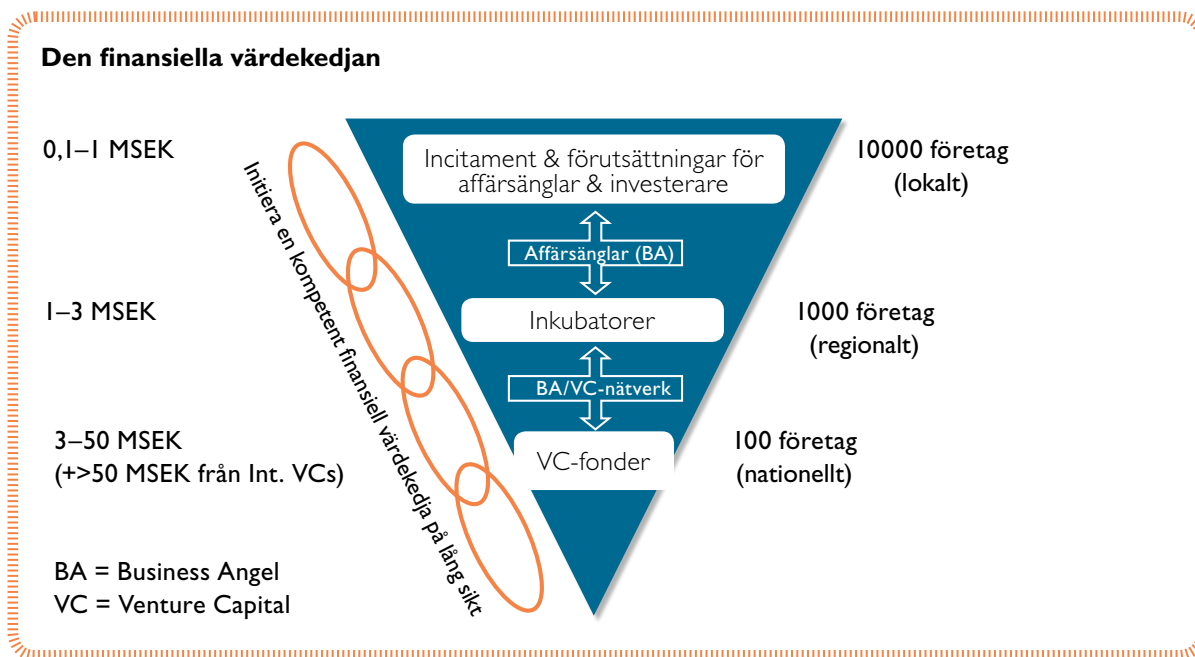 Den finansiella värdekedjan
0,1–1 MSEK
Incitament & förutsättningar för
affärsänglar & investerare
10000 företag
(lokalt)
Initiera en kompetent finansiell värdekedja på lång sikt
Affärsänglar (BA)
1–3 MSEK
Inkubatorer
1000 företag
(regionalt)
BA/VC-nätverk
3–50 MSEK
(+>50 MSEK från Int. VCs)
VC-fonder
100 företag
(nationellt)
BA = Business Angel
VC = Venture Capital